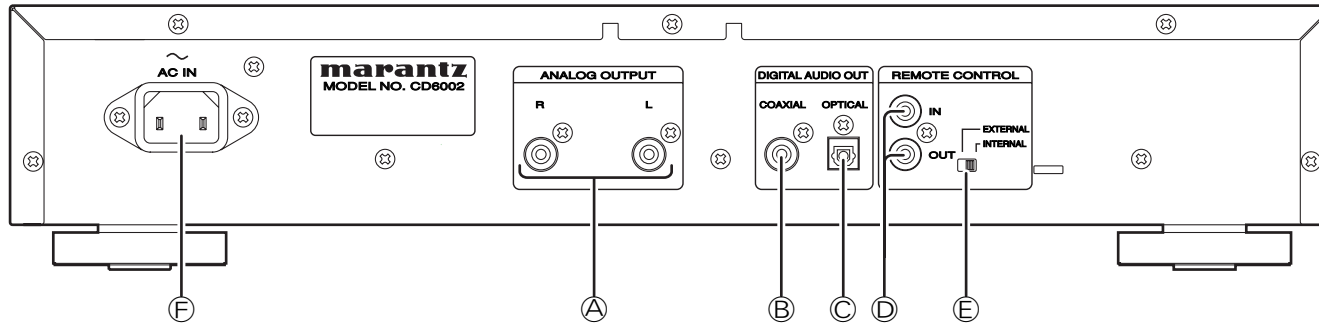 ~
AC IN
marantz
MODEL NO. CD6002
ANALOG OUTPUT
R
L
DIGITAL AUDIO OUT
COAXIAL
OPTICAL
REMOTE CONTROL
IN
OUT
EXTERNAL
INTERNAL
F
A
B
C
D
E